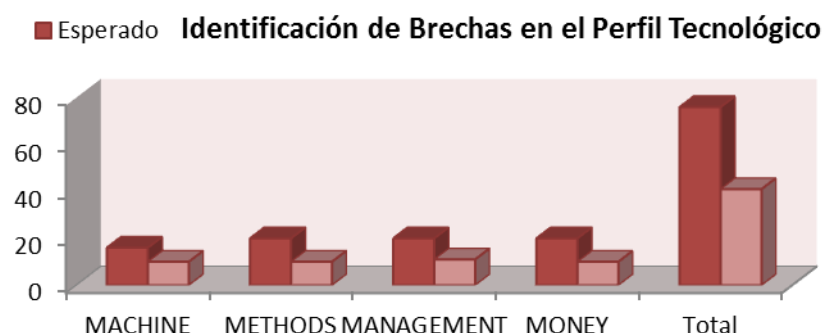 Esperado
Identificación de Brechas en el Perfil Tecnológico
80
60
40
20
0
MACHINE METHODS MANAGEMENT MONEY Total